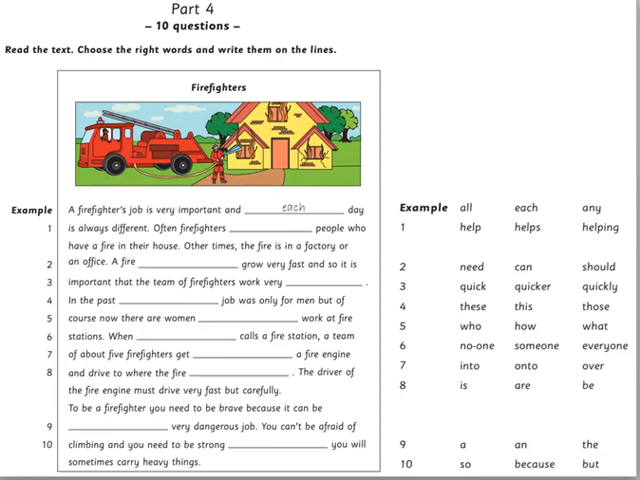 Part 4
– 10 questions –
Read the text. Choose the right words and write them on the lines.
Firefighters
Example A firefighter's job is very important and each day
1 is always different. Often firefighters people who
have a fire in their house. Other times, the fire is in a factory or
2 an office. A fire grow very fast and so it is
3 important that the team of firefighters work very .
4 In the past job was only for men but of
5 course now there are women work at fire
6 stations. When calls a fire station, a team
7 of about five firefighters get a fire engine
8 and drive to where the fire . The driver of
the fire engine must drive very fast but carefully.
To be a firefighter you need to be brave because it can be
9 very dangerous job. You can't be afraid of
10 climbing and you need to be strong you will
sometimes carry heavy things.
Example all each any
1 help helps helping
2 need can should
3 quick quicker quickly
4 these this those
5 who how what
6 no-one someone everyone
7 into onto over
8 is are be
9 a an the
10 so because but